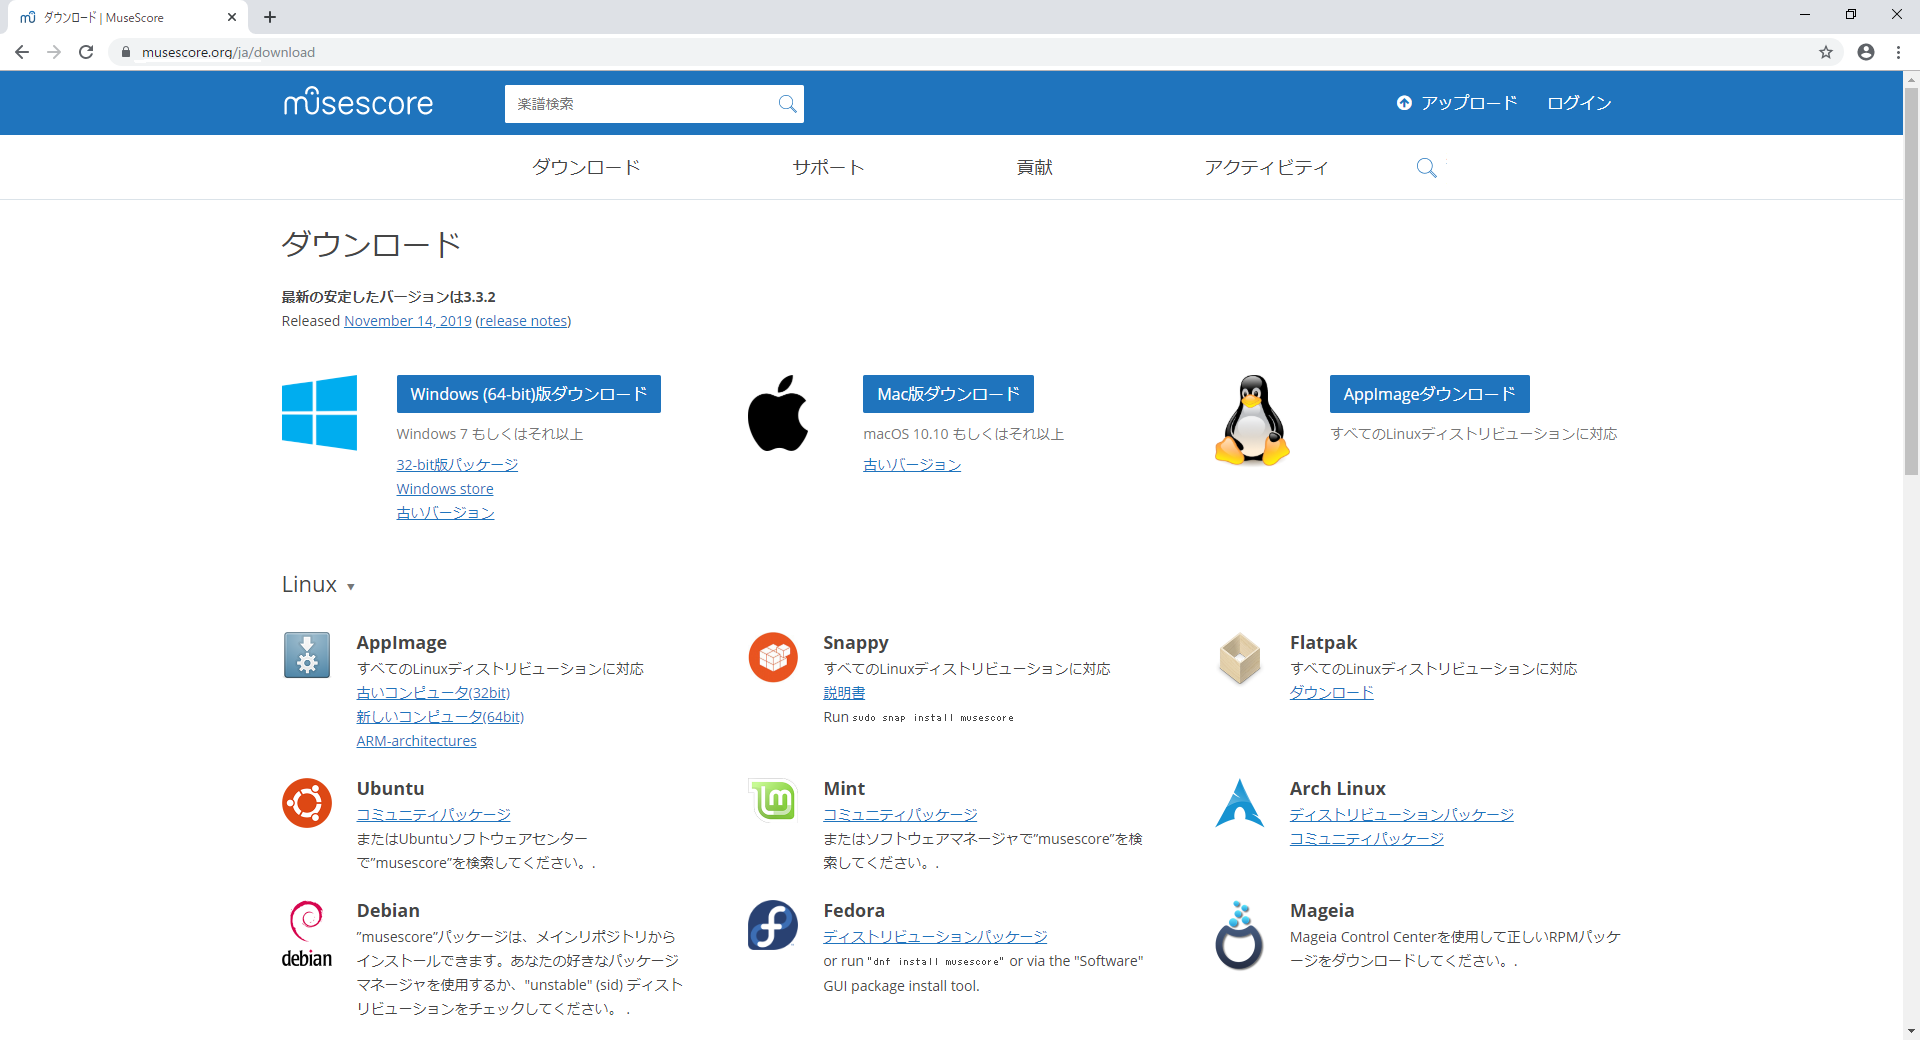 ダウンロード | MuseScore
musescore.org/ja/download
musescore
楽譜検索
アップロード
ログイン
ダウンロード
サポート
貢献
アクティビティ
ダウンロード
最新の安定したバージョンは3.3.2
Released November 14, 2019 (release notes)
Windows (64-bit)版ダウンロード
Windows 7 もしくはそれ以上
32-bit版パッケージ
Windows store
古いバージョン
Mac版ダウンロード
macOS 10.10 もしくはそれ以上
古いバージョン
AppImageダウンロード
すべてのLinuxディストリビューションに対応
Linux ▼
AppImage
すべてのLinuxディストリビューションに対応
古いコンピュータ(32bit)
新しいコンピュータ(64bit)
ARM-architectures
Snappy
すべてのLinuxディストリビューションに対応
説明書
Run sudo snap install musescore
Flatpak
すべてのLinuxディストリビューションに対応
ダウンロード
Ubuntu
コミュニティパッケージ
またはUbuntuソフトウェアセンター
で"musescore"を検索してください。.
Mint
コミュニティパッケージ
またはソフトウェアマネージャで"musescore"を検
索してください。.
Arch Linux
ディストリビューションパッケージ
コミュニティパッケージ
debian
Debian
"musescore"パッケージは、メインリポジトリから
インストールできます。あなたの好きなパッケージ
マネージャを使用するか、"unstable" (sid) ディスト
リビューションをチェックしてください。 .
Fedora
ディストリビューションパッケージ
or run "dnf install musescore" or via the "Software"
GUI package install tool.
Mageia
Mageia Control Centerを使用して正しいRPMパッケ
ージをダウンロードしてください。.